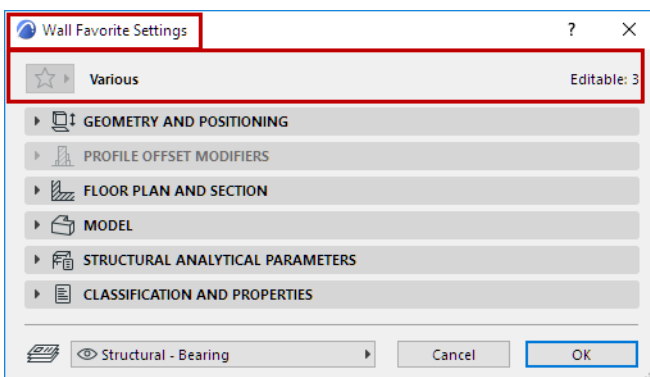 Wall Favorite Settings
?
Various
Editable: 3
GEOMETRY AND POSITIONING
PROFILE OFFSET MODIFIERS
FLOOR PLAN AND SECTION
MODEL
STRUCTURAL ANALYTICAL PARAMETERS
CLASSIFICATION AND PROPERTIES
Structural - Bearing
Cancel
OK